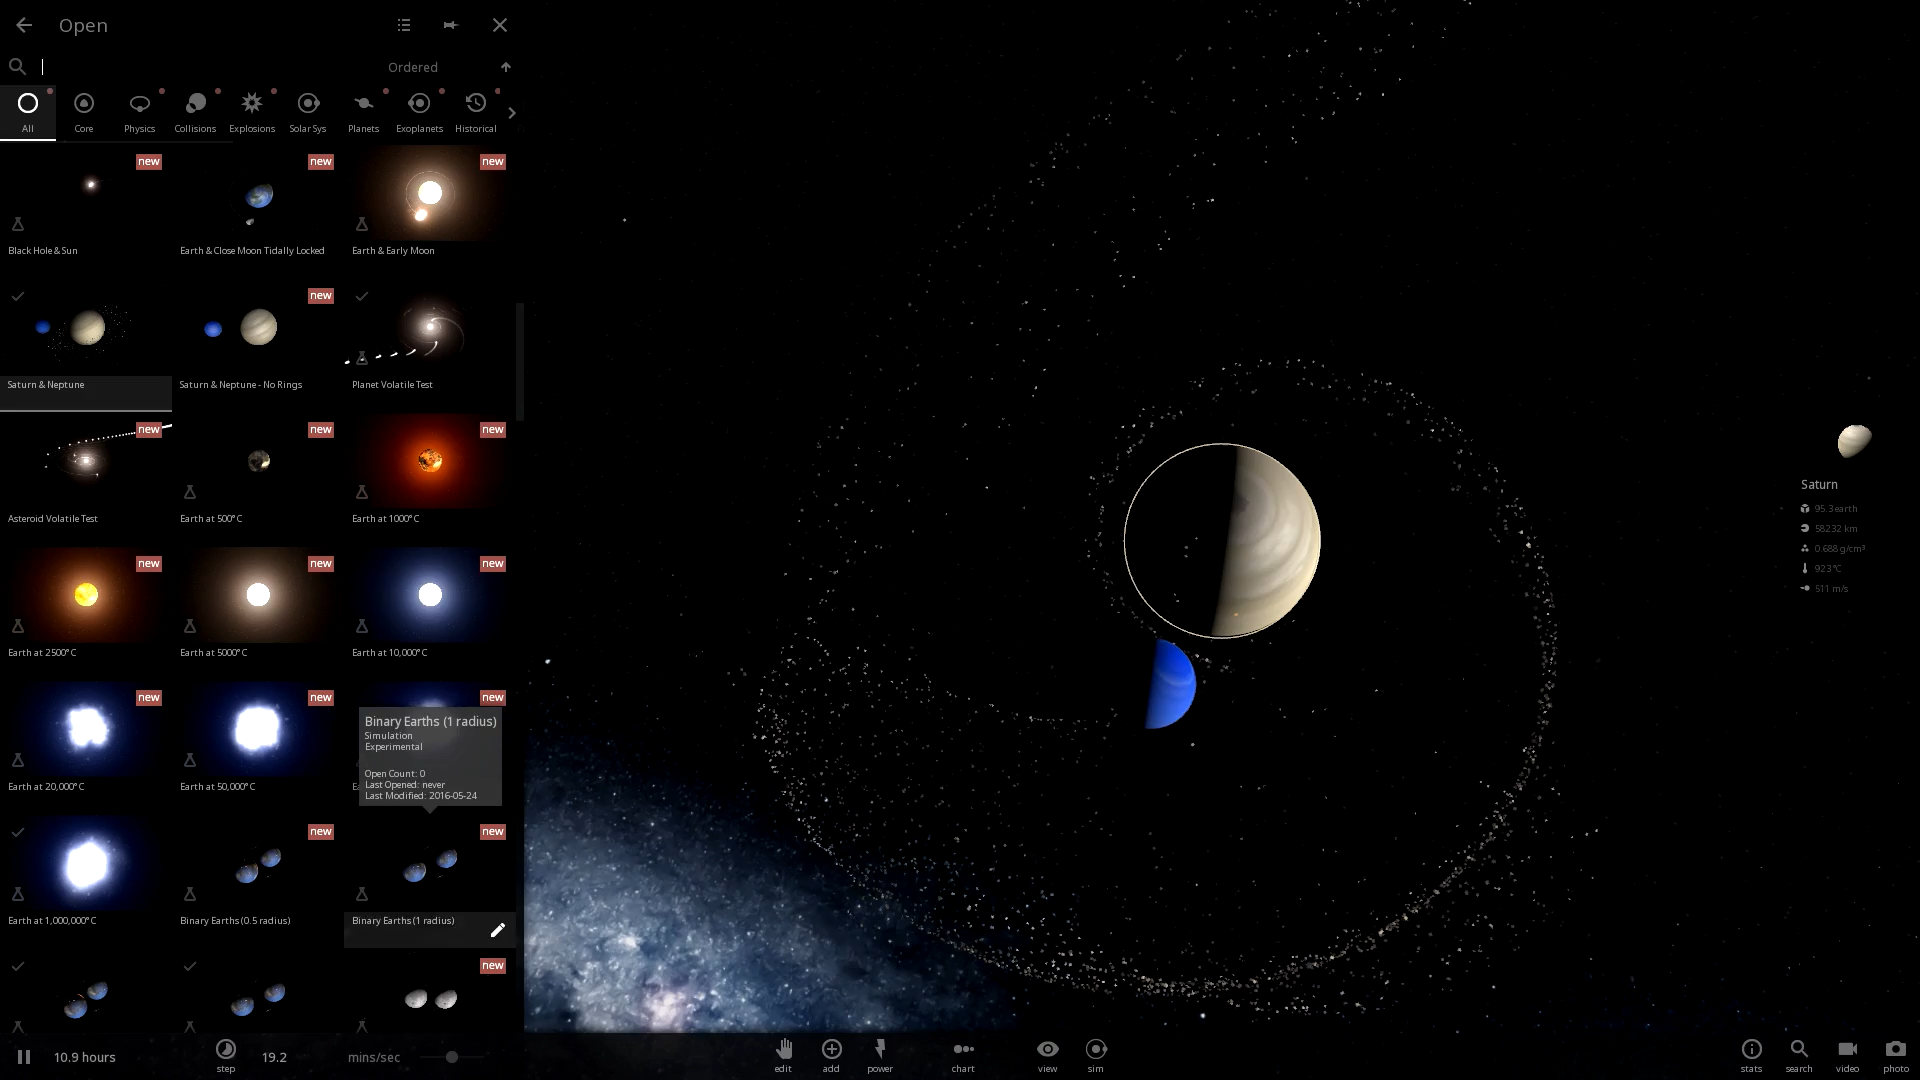 Open
Ordered
All Core Physics Collisions Explosions Solar Sys Planets Exoplanets Historical
new new new
Black Hole & Sun Earth & Close Moon Tidally Locked Earth & Early Moon
new
Saturn & Neptune Saturn & Neptune - No Rings Planet Volatile Test
new new new
Asteroid Volatile Test Earth at 500°C Earth at 1000°C
new new new
Earth at 2500°C Earth at 5000°C Earth at 10,000°C
new new new
Binary Earths (1 radius)
Simulation
Experimental
Open Count: 0
Last Opened: never
Last Modified: 2016-05-24
Earth at 20,000°C Earth at 50,000°C
new new
Earth at 1,000,000°C Binary Earths (0.5 radius) Binary Earths (1 radius)
new
Saturn
95.3 earth
58232 km
0.688 g/cm³
923 °C
511 m/s
10.9 hours step 19.2 mins/sec
edit add power chart view sim
stats search video photo